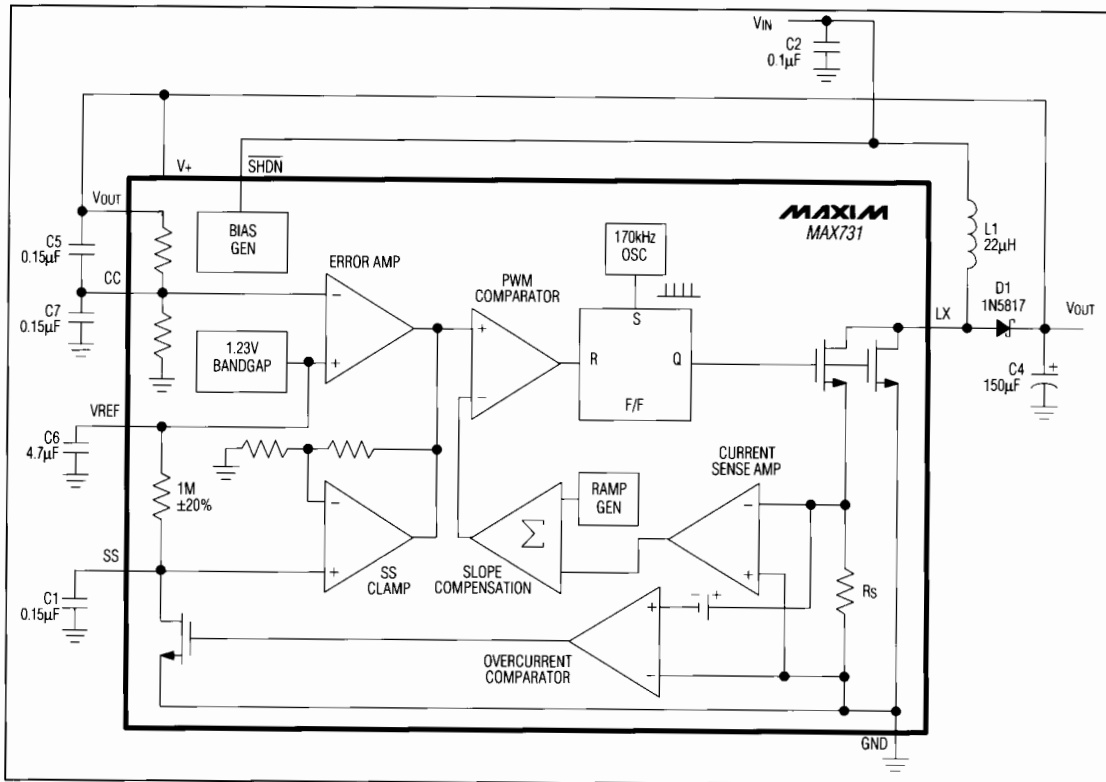 VIN
C2
0.1µF
V+
SHDN
VOUT
C5
0.15µF
CC
C7
0.15µF
BIAS
GEN
ERROR AMP
1.23V
BANDGAP
VREF
C6
4.7µF
1M
±20%
SS
C1
0.15µF
SS
CLAMP
PWM
COMPARATOR
170kHz
OSC
S
R
Q
F/F
MAXIM
MAX731
L1
22µH
D1
1N5817
LX
VOUT
C4
150µF
+
RAMP
GEN
Σ
SLOPE
COMPENSATION
CURRENT
SENSE AMP
RS
OVERCURRENT
COMPARATOR
GND